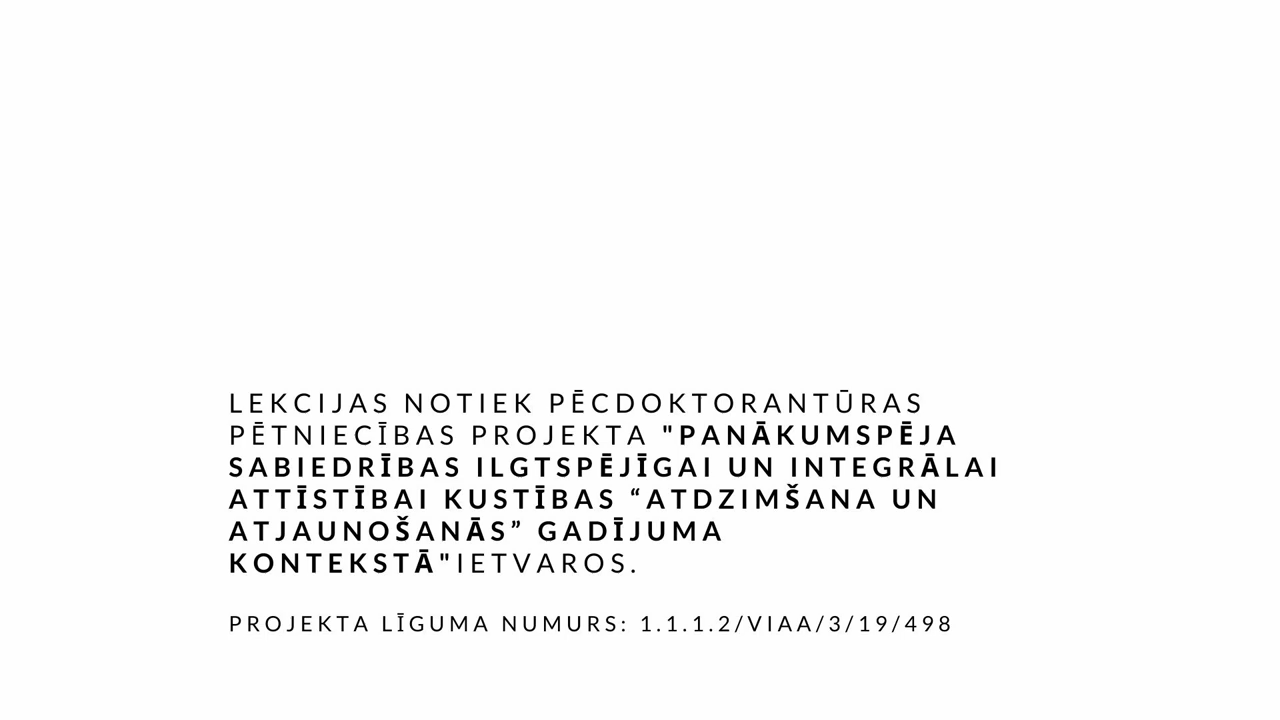 LEKCIJAS NOTIEK PĒCDOKTORANTŪRAS
PĒTNIECĪBAS PROJEKTA "PANĀKUMSPĒJA
SABIEDRĪBAS ILGTSPĒJĪGAI UN INTEGRĀLAI
ATTĪSTĪBAI KUSTĪBAS “ATDZIMŠANA UN
ATJAUNOŠANĀS” GADĪJUMA
KONTEKSTĀ"IETVAROS.
PROJEKTA LĪGUMA NUMURS: 1.1.1.2/VIAA/3/19/498